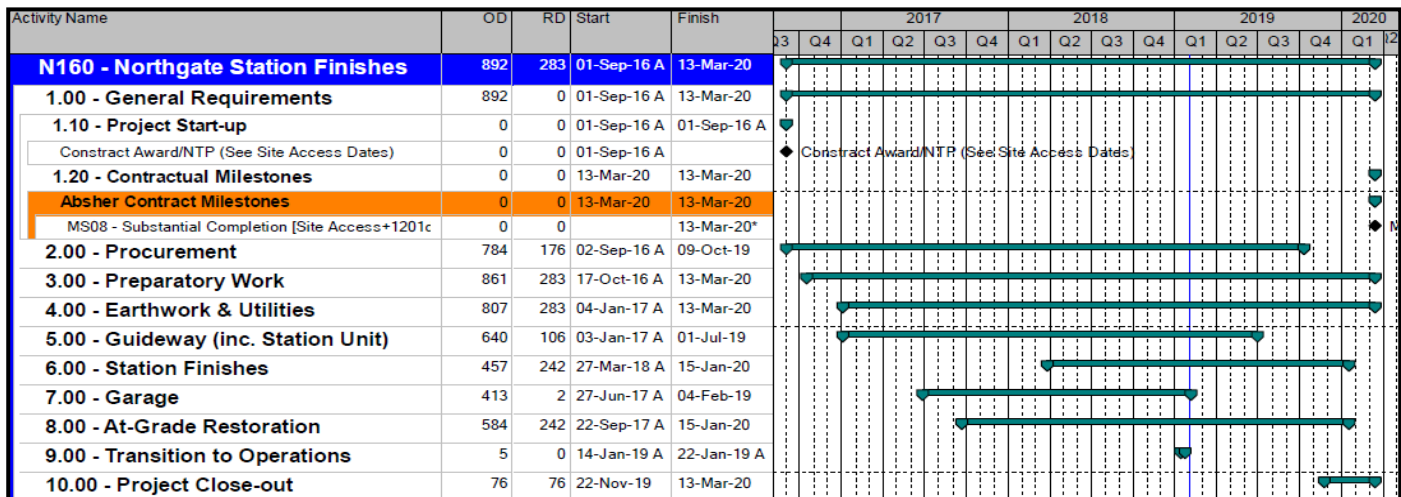 Activity Name OD RD Start Finish 2017 2018 2019 2020
Q3 Q4 Q1 Q2 Q3 Q4 Q1 Q2 Q3 Q4 Q1 Q2 Q3 Q4 Q1 Q2
N160 - Northgate Station Finishes 892 283 01-Sep-16 A 13-Mar-20
1.00 - General Requirements 892 0 01-Sep-16 A 13-Mar-20
1.10 - Project Start-up 0 0 01-Sep-16 A 01-Sep-16 A
Constract Award/NTP (See Site Access Dates) 0 0 01-Sep-16 A Constract Award/NTP (See Site Access Dates)
1.20 - Contractual Milestones 0 0 13-Mar-20 13-Mar-20
Absher Contract Milestones 0 0 13-Mar-20 13-Mar-20
MS08 - Substantial Completion [Site Access+1201c 0 0 13-Mar-20* M
2.00 - Procurement 784 176 02-Sep-16 A 09-Oct-19
3.00 - Preparatory Work 861 283 17-Oct-16 A 13-Mar-20
4.00 - Earthwork & Utilities 807 283 04-Jan-17 A 13-Mar-20
5.00 - Guideway (inc. Station Unit) 640 106 03-Jan-17 A 01-Jul-19
6.00 - Station Finishes 457 242 27-Mar-18 A 15-Jan-20
7.00 - Garage 413 2 27-Jun-17 A 04-Feb-19
8.00 - At-Grade Restoration 584 242 22-Sep-17 A 15-Jan-20
9.00 - Transition to Operations 5 0 14-Jan-19 A 22-Jan-19 A
10.00 - Project Close-out 76 76 22-Nov-19 13-Mar-20